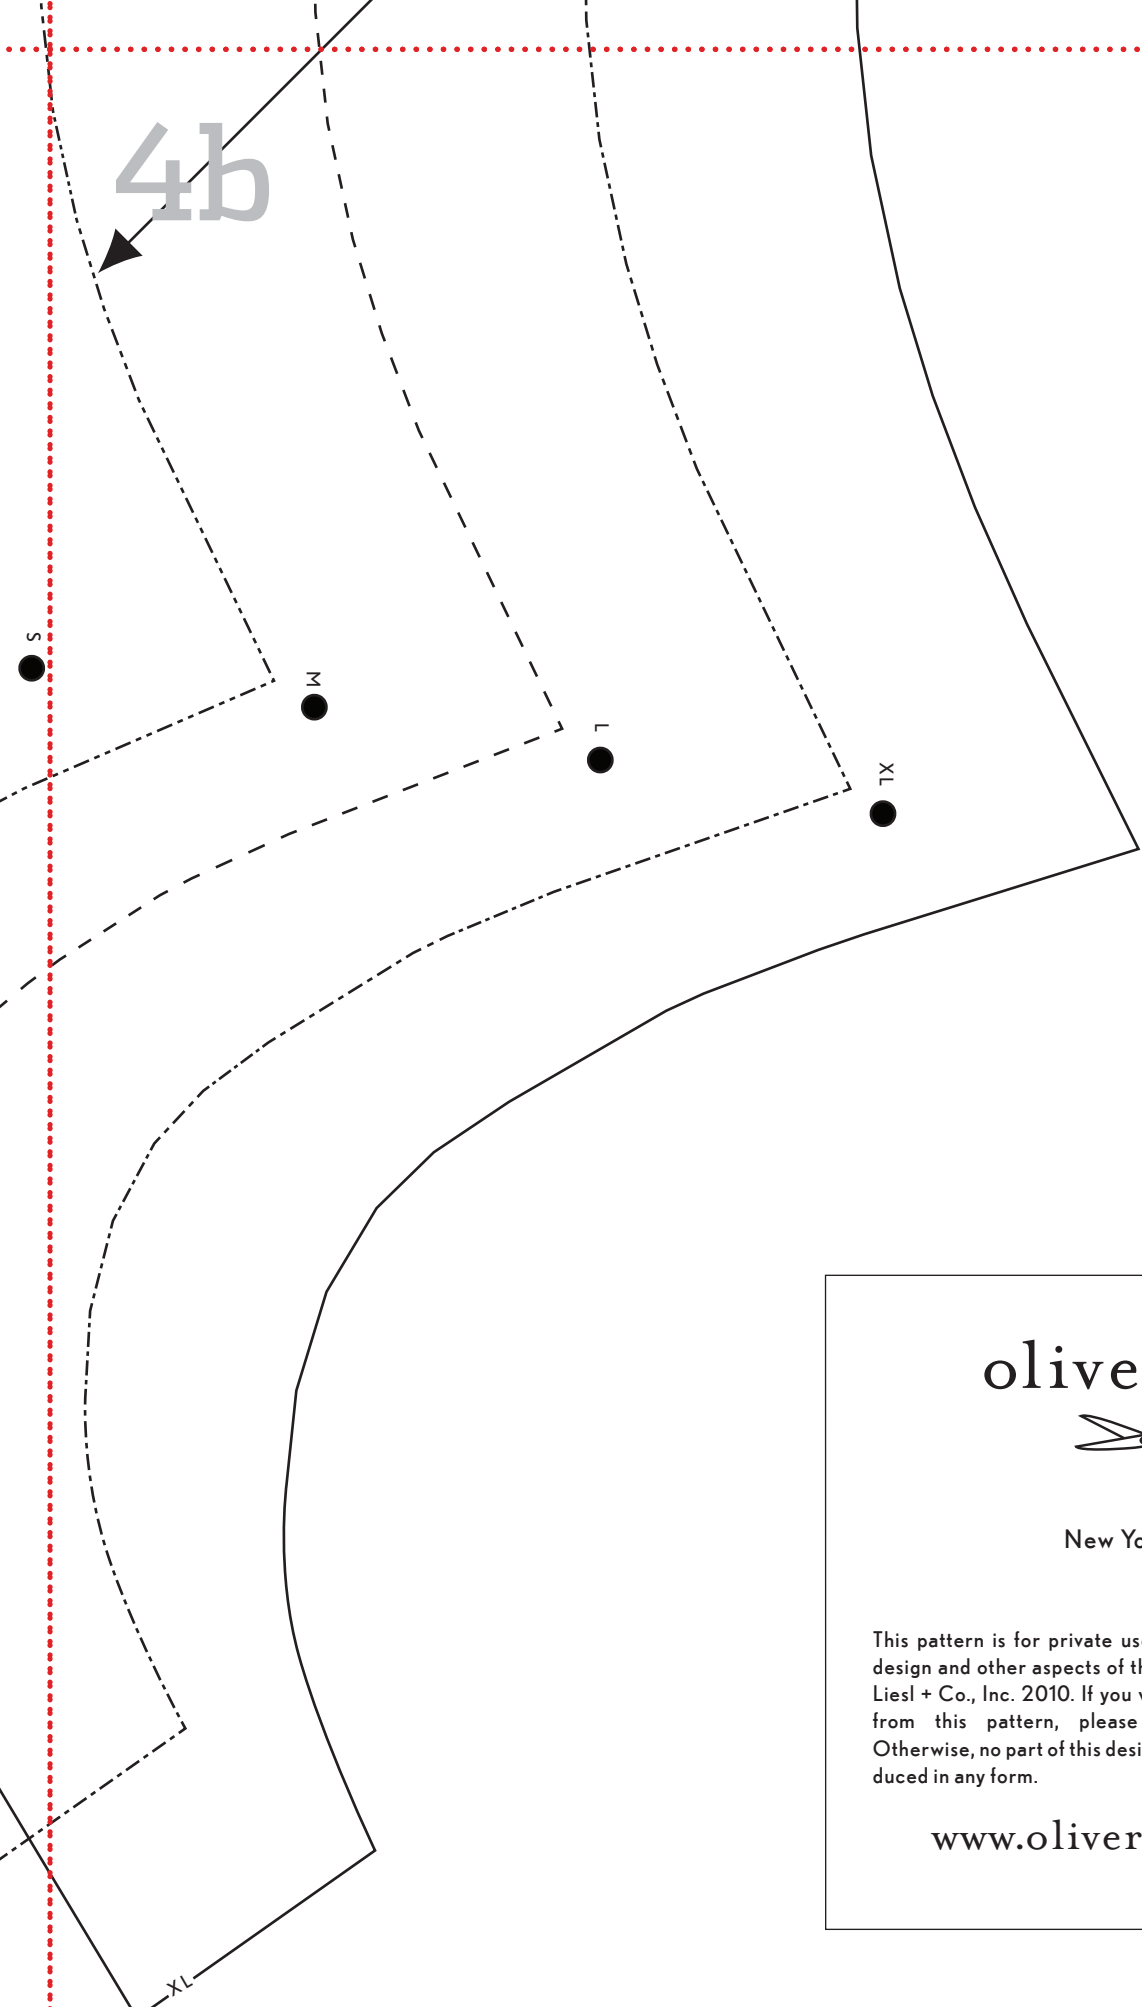 4b
S
M
L
XL
olive
New Yo
This pattern is for private us
design and other aspects of th
Liesl + Co., Inc. 2010. If you
from this pattern, please
Otherwise, no part of this desi
duced in any form.
www.oliver
XL